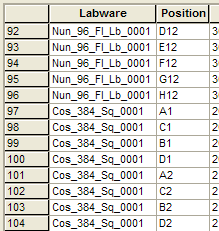 Labware Position
92 Nun_96_Fl_Lb_0001 D12 3
93 Nun_96_Fl_Lb_0001 E12 3
94 Nun_96_Fl_Lb_0001 F12 3
95 Nun_96_Fl_Lb_0001 G12 3
96 Nun_96_Fl_Lb_0001 H12 3
97 Cos_384_Sq_0001 A1 2
98 Cos_384_Sq_0001 C1 2
99 Cos_384_Sq_0001 B1 2
100 Cos_384_Sq_0001 D1 2
101 Cos_384_Sq_0001 A2 2
102 Cos_384_Sq_0001 C2 2
103 Cos_384_Sq_0001 B2 2
104 Cos_384_Sq_0001 D2 2